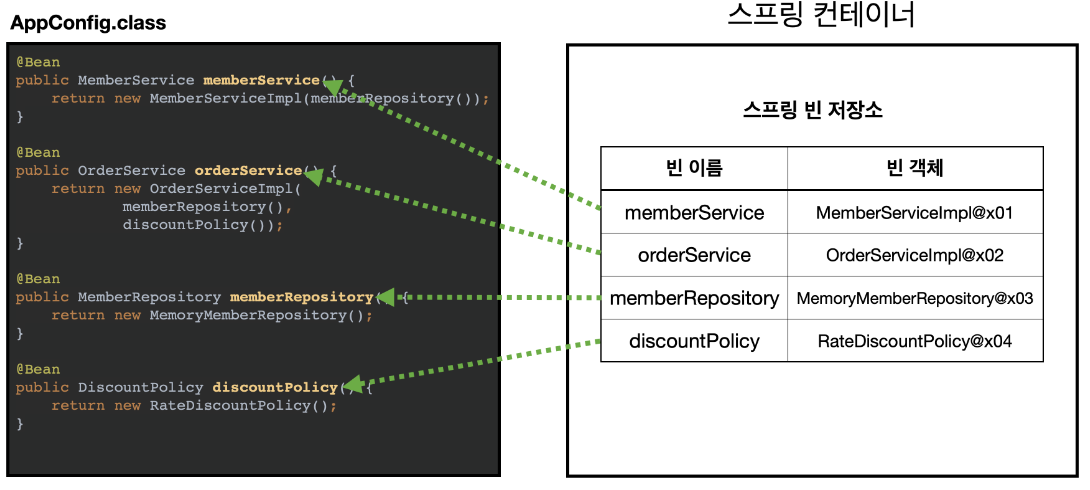 AppConfig.class
@Bean
public MemberService memberService() {
    return new MemberServiceImpl(memberRepository());
}
@Bean
public OrderService orderService() {
    return new OrderServiceImpl(
            memberRepository(),
            discountPolicy());
}
@Bean
public MemberRepository memberRepository() {
    return new MemoryMemberRepository();
}
@Bean
public DiscountPolicy discountPolicy() {
    return new RateDiscountPolicy();
}
스프링 컨테이너
스프링 빈 저장소
빈 이름 빈 객체
memberService MemberServiceImpl@x01
orderService OrderServiceImpl@x02
memberRepository MemoryMemberRepository@x03
discountPolicy RateDiscountPolicy@x04